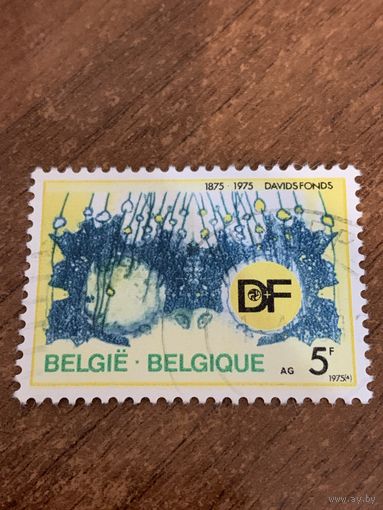 1875 · 1975 DAVIDSFONDS
DF
BELGIË · BELGIQUE
AG 5F
1975(4)
www.ay.by